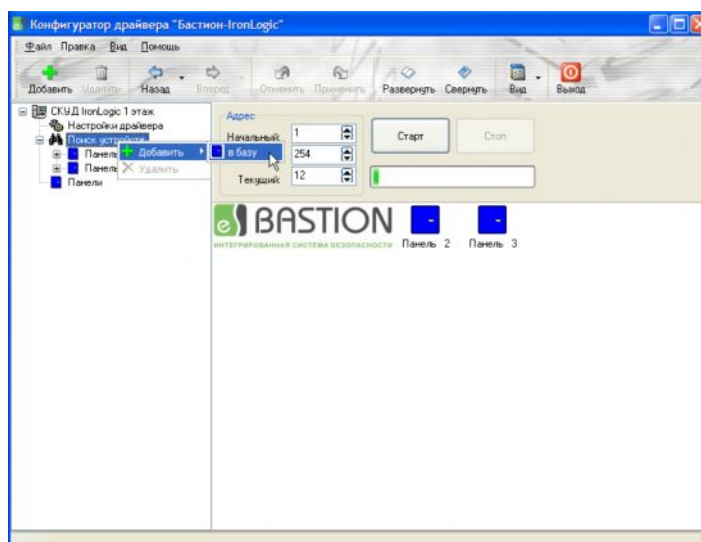 Конфигуратор драйвера "Бастион-IronLogic"
Файл Правка Вид Помощь
Добавить Удалить Назад Вперед Отменить Применить Развернуть Свернуть Вид Выход
СКУД IronLogic 1 этаж
Настройки драйвера
Поиск устройств
Панель
Панель
Панели
Добавить
Удалить
в базу
Адрес
Начальный: 1
254
Текущий: 12
Старт
Стоп
es BASTION
ИНТЕГРИРОВАННАЯ СИСТЕМА БЕЗОПАСНОСТИ
Панель 2
Панель 3